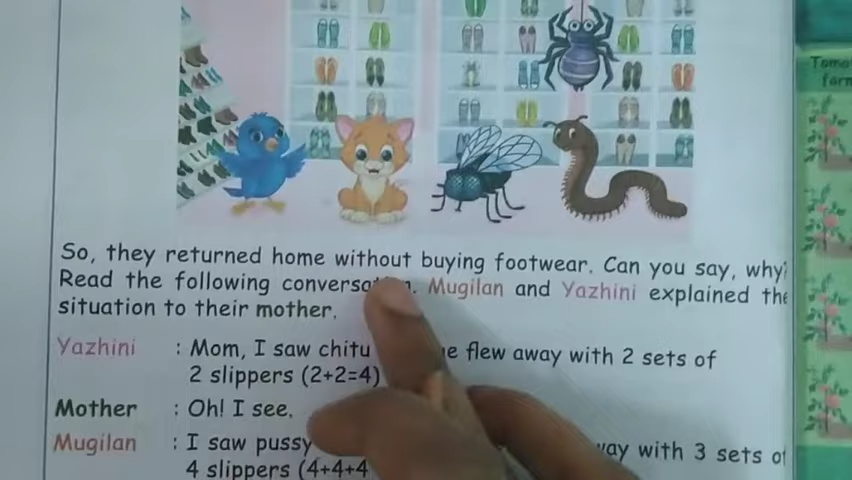 So, they returned home without buying footwear. Can you say, why?
Read the following Mugilan and Yazhini explained the
situation to their mother.
Yazhini : Mom, I saw chitu flew away with 2 sets of
2 slippers (2+2=4)
Mother : Oh! I see.
Mugilan : I saw pussy with 3 sets of
4 slippers (4+4+4